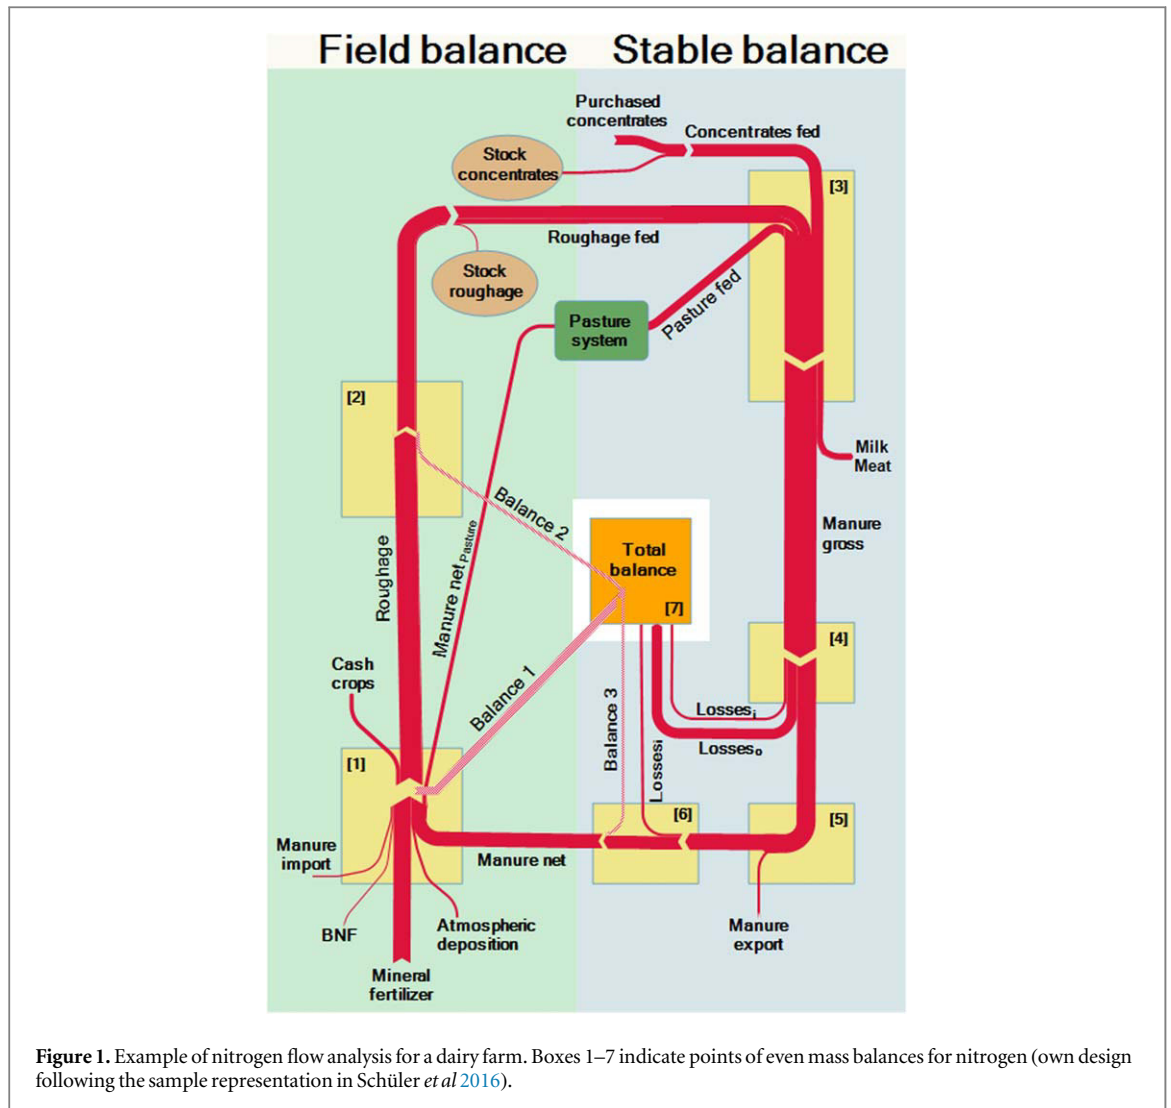 Field balance
Stable balance
Purchased
concentrates
Concentrates fed
Stock
concentrates
[3]
Roughage fed
Stock
roughage
Pasture fed
Pasture
system
[2]
Milk
Meat
Balance 2
Manure
gross
Manure net Pasture
Roughage
Total
balance
[7]
[4]
Cash
crops
Balance 1
Balance 3
Lossesi
Losseso
Lossesi
[1]
[6]
[5]
Manure
import
Manure net
BNF
Atmospheric
deposition
Manure
export
Mineral
fertilizer
Figure 1. Example of nitrogen flow analysis for a dairy farm. Boxes 1–7 indicate points of even mass balances for nitrogen (own design
following the sample representation in Schüler et al 2016).